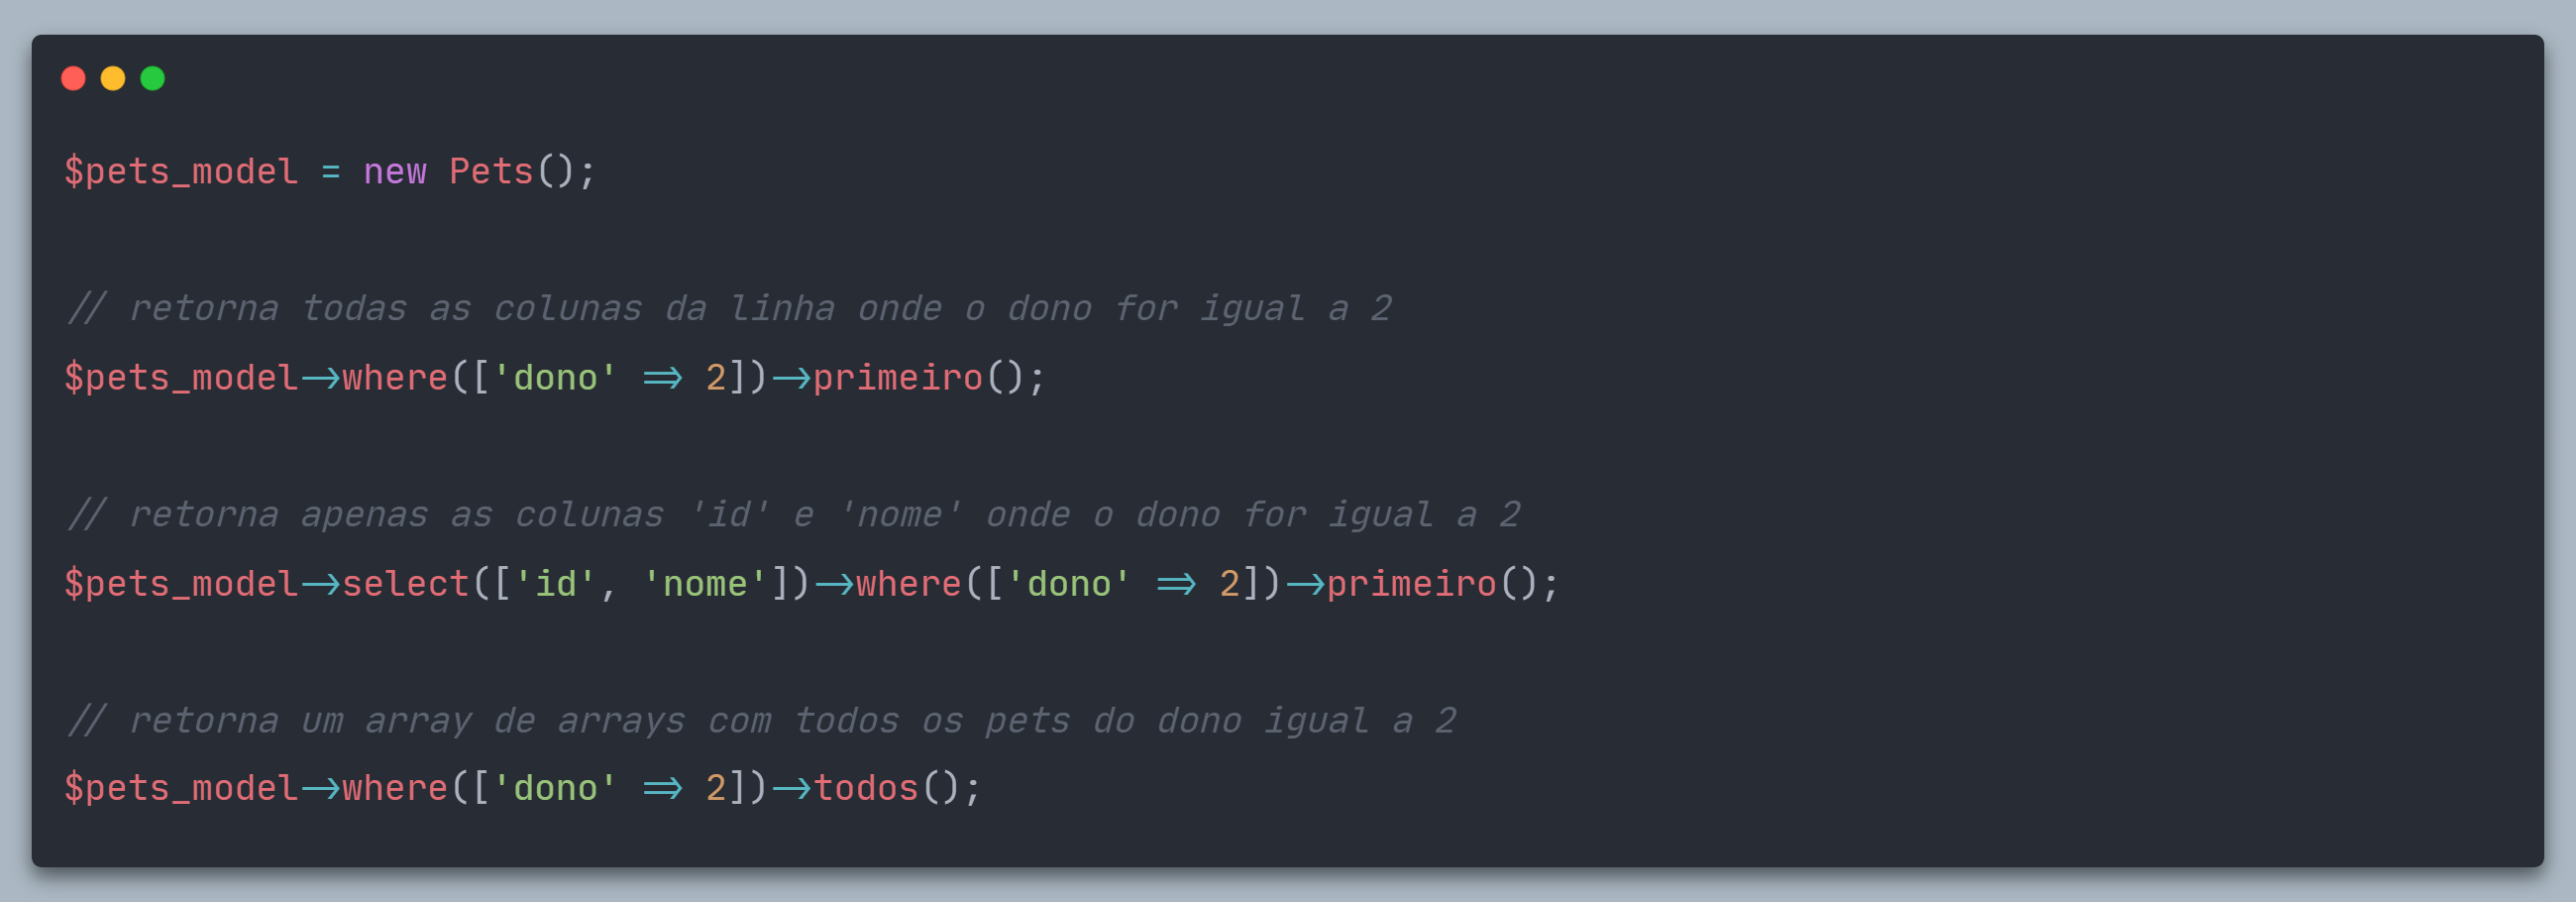 $pets_model = new Pets();
// retorna todas as colunas da linha onde o dono for igual a 2
$pets_model->where(['dono' => 2])->primeiro();
// retorna apenas as colunas 'id' e 'nome' onde o dono for igual a 2
$pets_model->select(['id', 'nome'])->where(['dono' => 2])->primeiro();
// retorna um array de arrays com todos os pets do dono igual a 2
$pets_model->where(['dono' => 2])->todos();